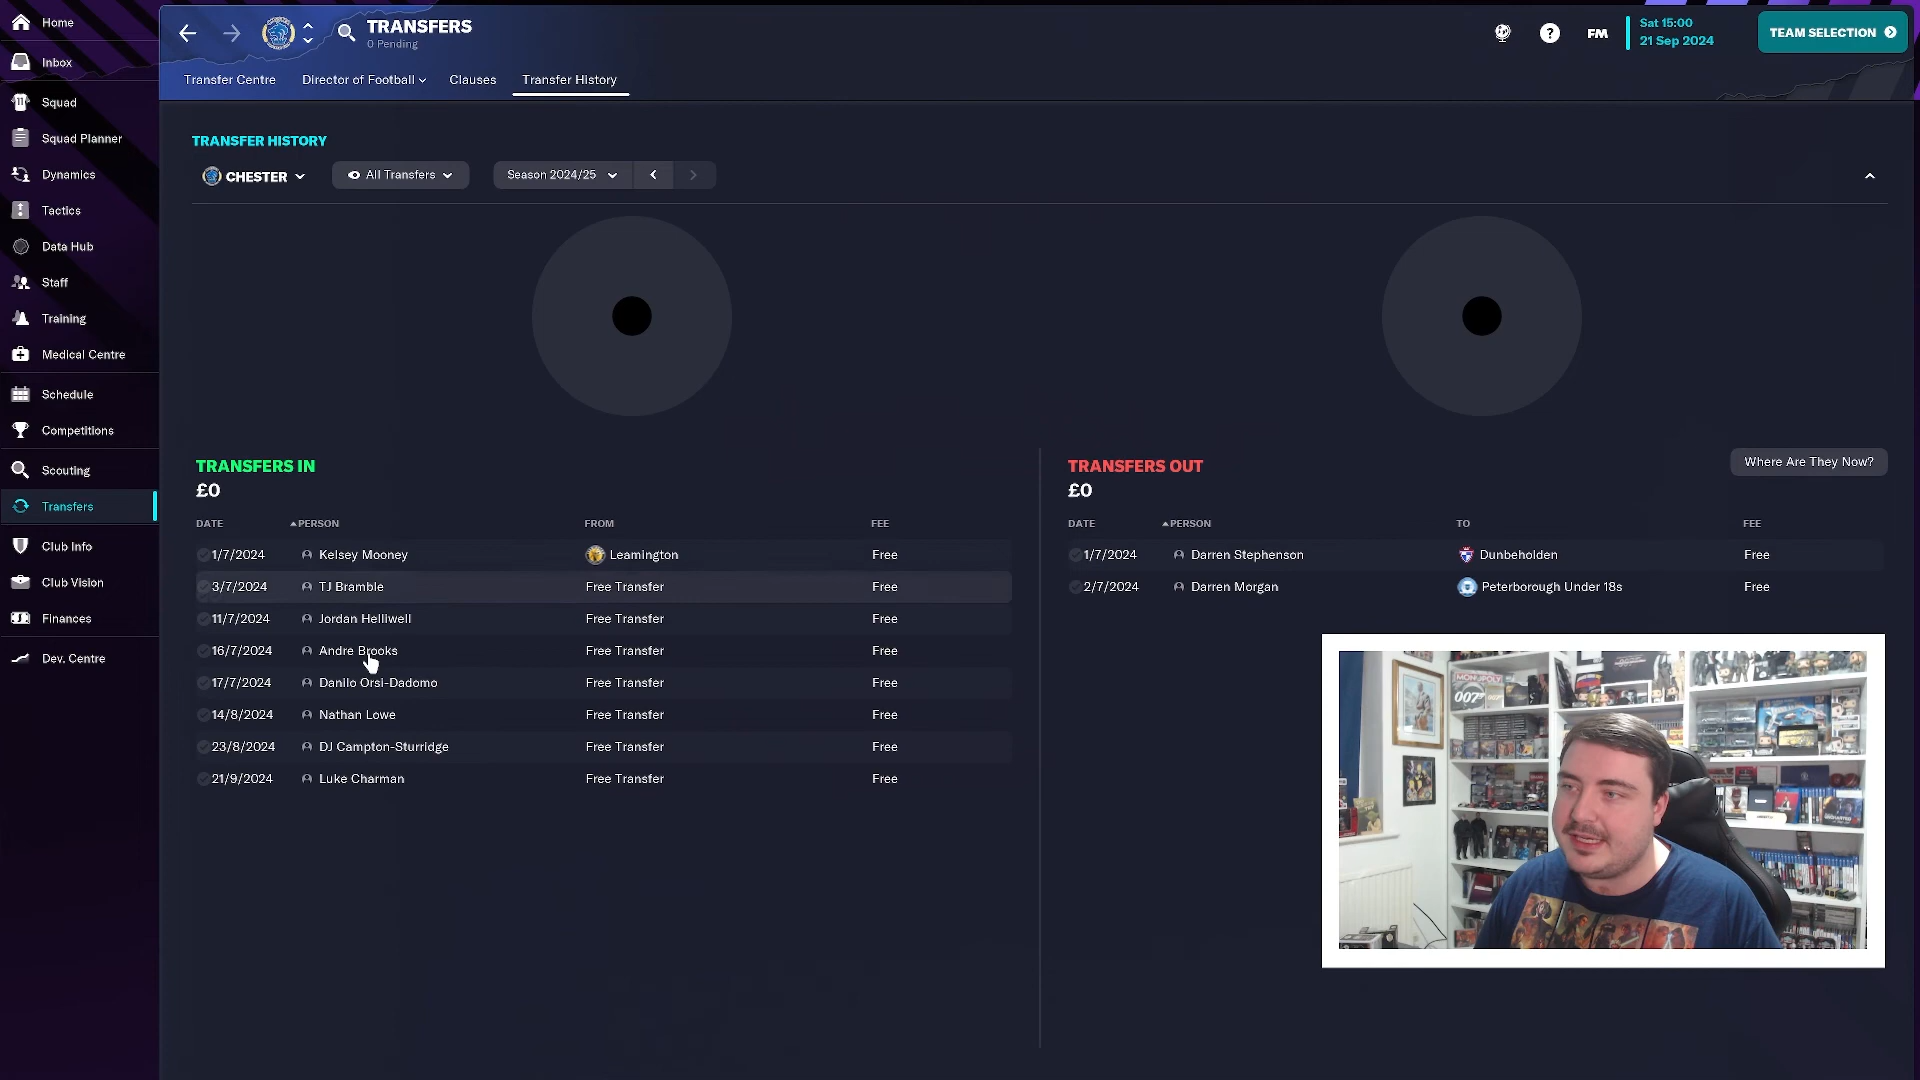 Home
Inbox
Squad
Squad Planner
Dynamics
Tactics
Data Hub
Staff
Training
Medical Centre
Schedule
Competitions
Scouting
Transfers
Club Info
Club Vision
Finances
Dev. Centre
TRANSFERS
0 Pending
FM
Sat 15:00
21 Sep 2024
TEAM SELECTION
Transfer Centre Director of Football Clauses Transfer History
TRANSFER HISTORY
CHESTER All Transfers Season 2024/25
TRANSFERS IN
£0
DATE PERSON FROM FEE
1/7/2024 Kelsey Mooney Leamington Free
3/7/2024 TJ Bramble Free Transfer Free
11/7/2024 Jordan Helliwell Free Transfer Free
16/7/2024 Andre Brooks Free Transfer Free
17/7/2024 Danilo Orsi-Dadomo Free Transfer Free
14/8/2024 Nathan Lowe Free Transfer Free
23/8/2024 DJ Campton-Sturridge Free Transfer Free
21/9/2024 Luke Charman Free Transfer Free
TRANSFERS OUT
£0
Where Are They Now?
DATE PERSON TO FEE
1/7/2024 Darren Stephenson Dunbeholden Free
2/7/2024 Darren Morgan Peterborough Under 18s Free
MONOPOLY
007